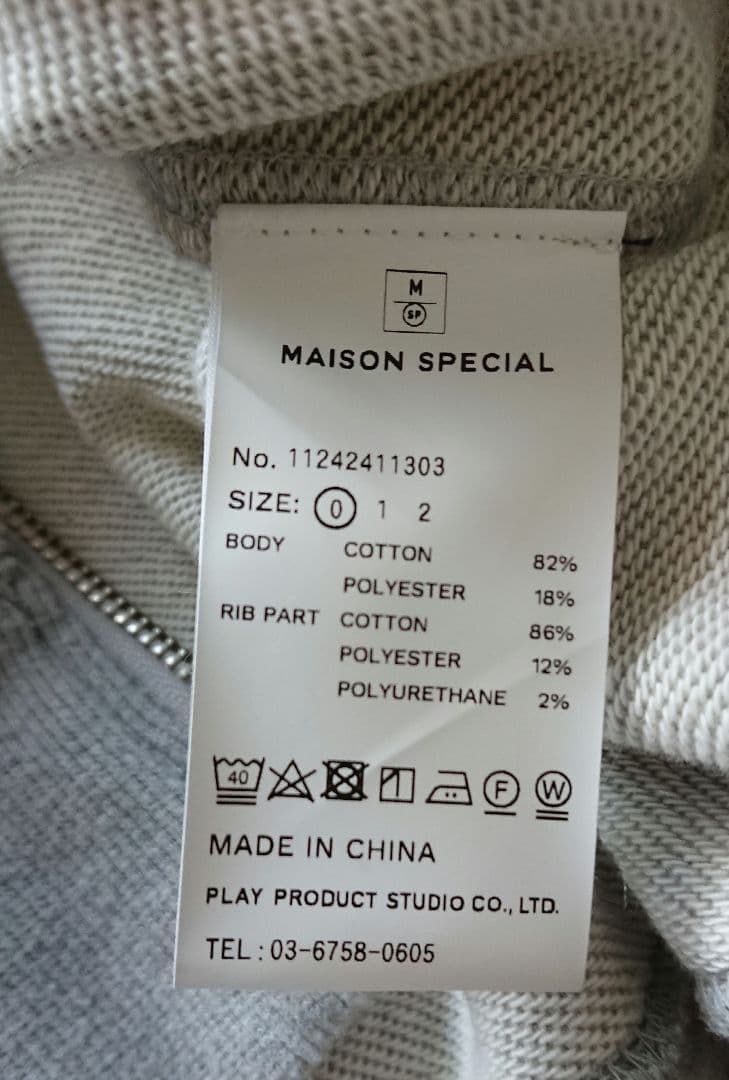 M
SP
MAISON SPECIAL
No. 11242411303
SIZE: 0 1 2
BODY COTTON 82%
POLYESTER 18%
RIB PART COTTON 86%
POLYESTER 12%
POLYURETHANE 2%
40 F W
MADE IN CHINA
PLAY PRODUCT STUDIO CO., LTD.
TEL : 03-6758-0605